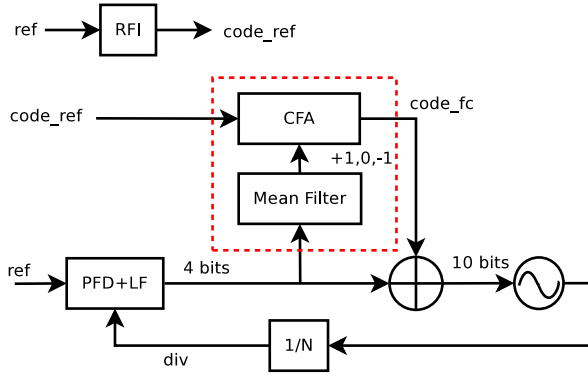 ref
RFI
code_ref
code_ref
CFA
code_fc
+1,0,-1
Mean Filter
ref
PFD+LF
4 bits
10 bits
div
1/N